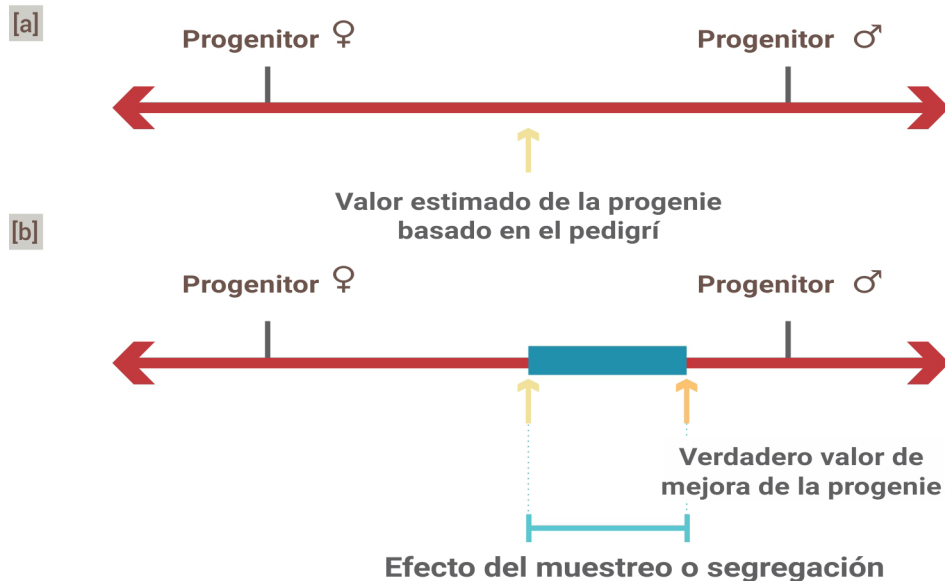 [a]
Progenitor ♀ Progenitor ♂
Valor estimado de la progenie
basado en el pedigrí
[b]
Progenitor ♀ Progenitor ♂
Verdadero valor de
mejora de la progenie
Efecto del muestreo o segregación